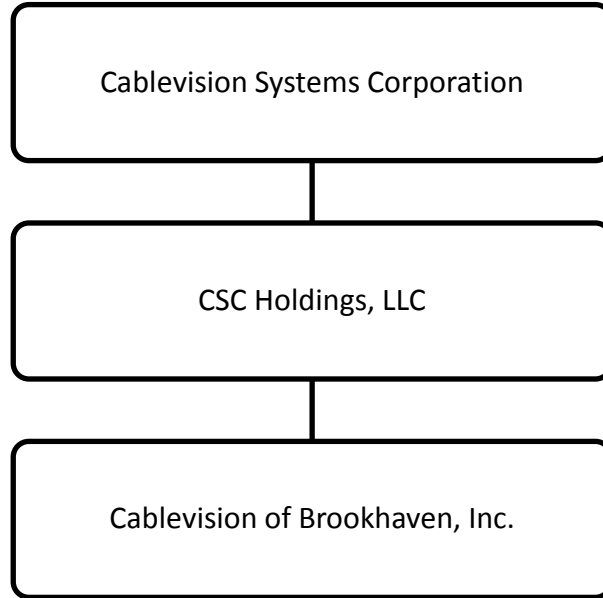 Cablevision Systems Corporation
CSC Holdings, LLC
Cablevision of Brookhaven, Inc.